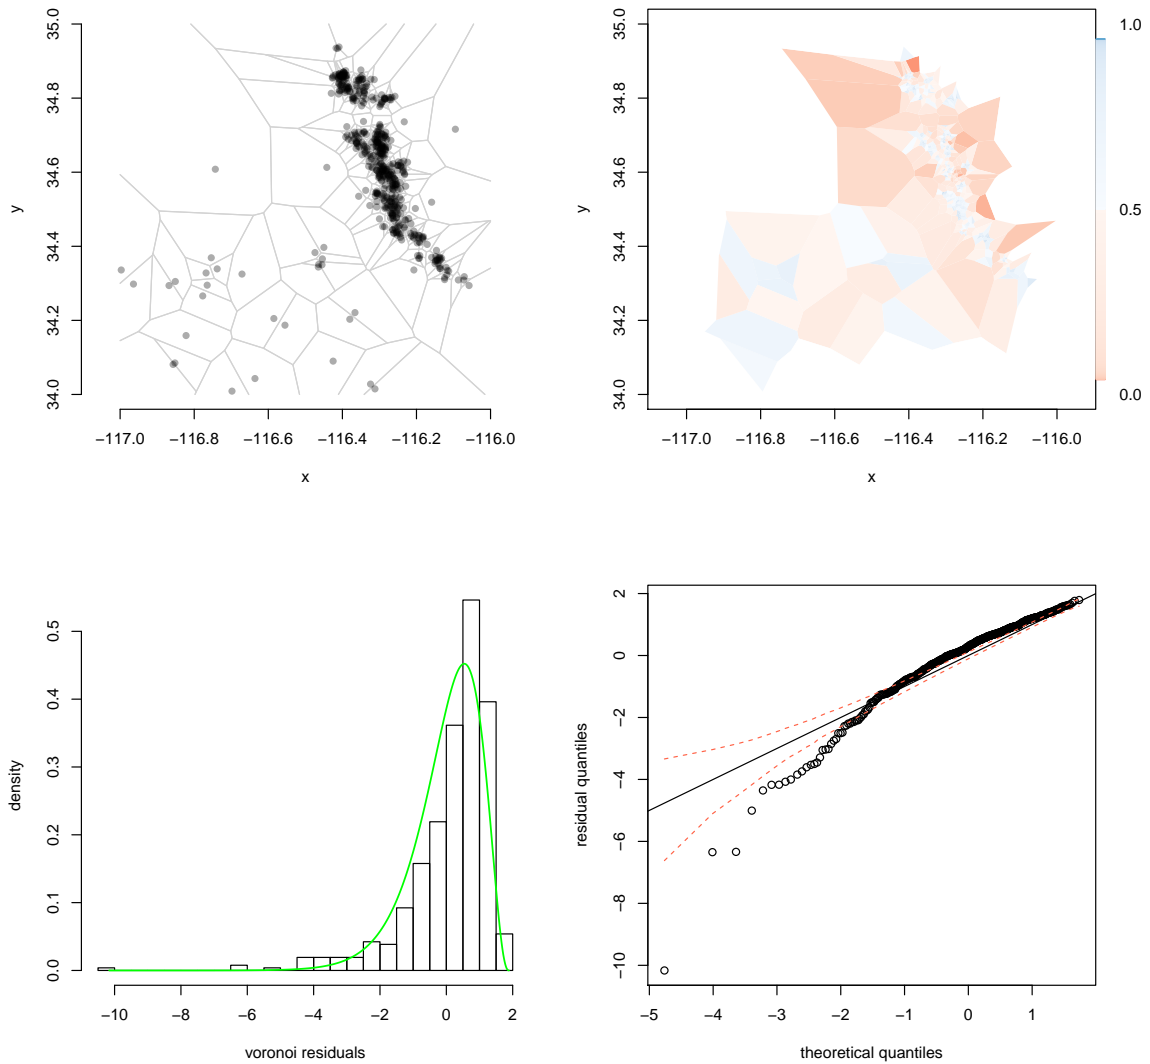 35.0
34.8
34.6
34.4
34.2
34.0
y
−117.0 −116.8 −116.6 −116.4 −116.2 −116.0
x
35.0
34.8
34.6
34.4
34.2
34.0
y
−117.0 −116.8 −116.6 −116.4 −116.2 −116.0
x
1.0
0.5
0.0
0.5
0.4
0.3
0.2
0.1
0.0
density
−10 −8 −6 −4 −2 0 2
voronoi residuals
2
0
−2
−4
−6
−8
−10
residual quantiles
−5 −4 −3 −2 −1 0 1
theoretical quantiles